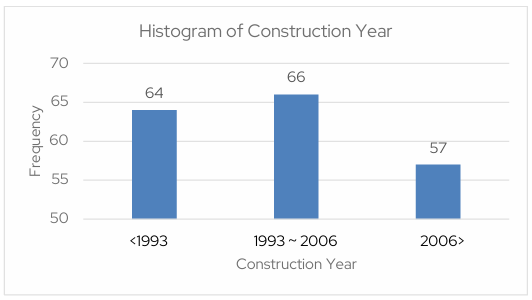 Histogram of Construction Year
70
65
60
55
50
Frequency
64
66
57
<1993
1993 ~ 2006
2006>
Construction Year